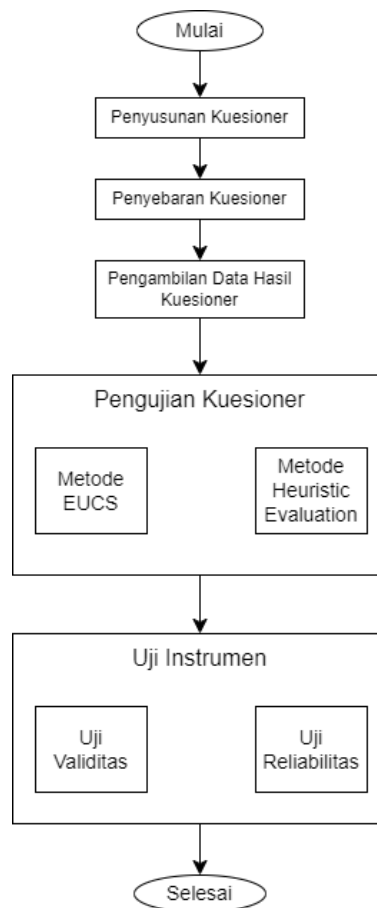 Mulai
Penyusunan Kuesioner
Penyebaran Kuesioner
Pengambilan Data Hasil
Kuesioner
Pengujian Kuesioner
Metode
EUCS
Metode
Heuristic
Evaluation
Uji Instrumen
Uji
Validitas
Uji
Reliabilitas
Selesai